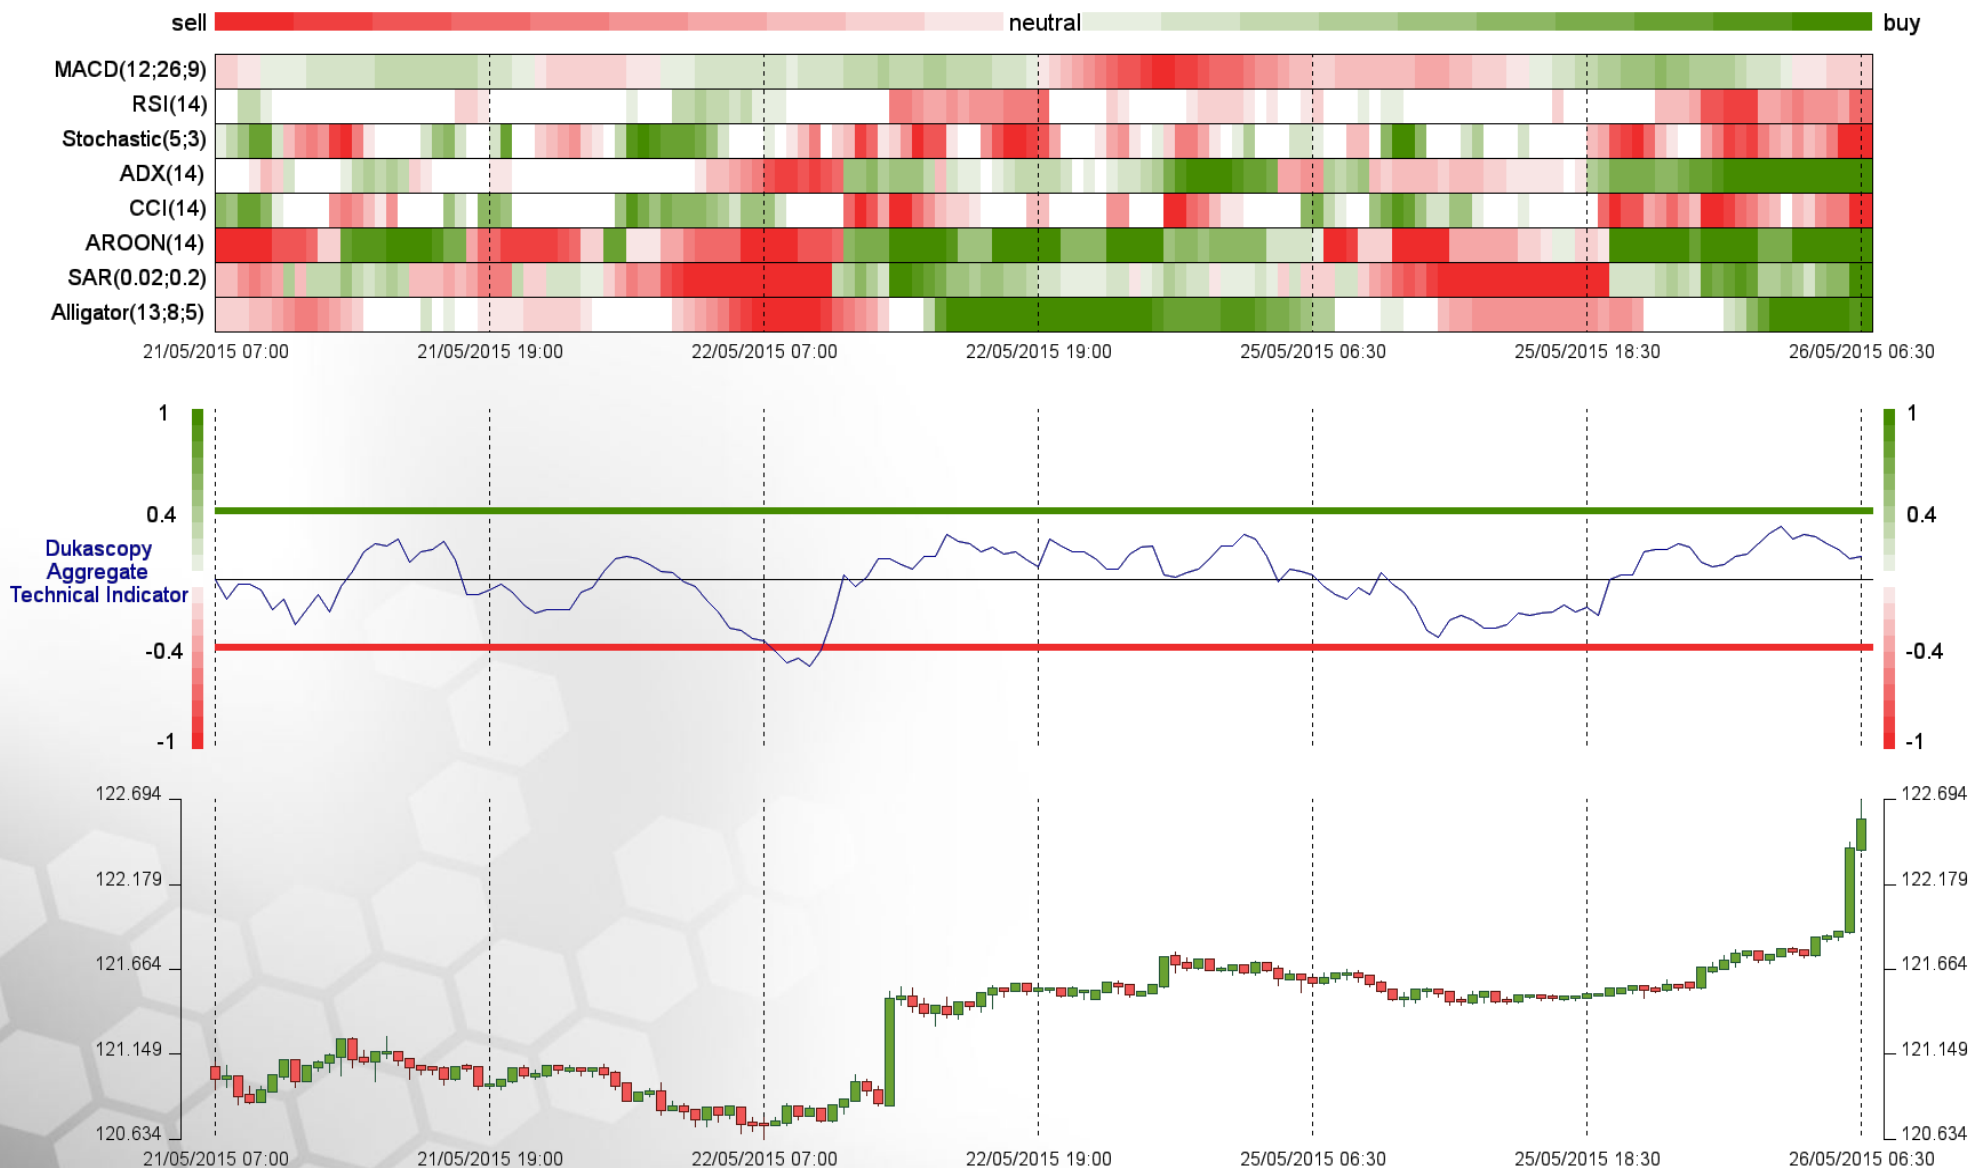 sell neutral buy
MACD(12;26;9)
RSI(14)
Stochastic(5;3)
ADX(14)
CCI(14)
AROON(14)
SAR(0.02;0.2)
Alligator(13;8;5)
21/05/2015 07:00 21/05/2015 19:00 22/05/2015 07:00 22/05/2015 19:00 25/05/2015 06:30 25/05/2015 18:30 26/05/2015 06:30
1 1
0.4 0.4
Dukascopy
Aggregate
Technical Indicator
-0.4 -0.4
-1 -1
122.694 122.694
122.179 122.179
121.664 121.664
121.149 121.149
120.634 120.634
21/05/2015 07:00 21/05/2015 19:00 22/05/2015 07:00 22/05/2015 19:00 25/05/2015 06:30 25/05/2015 18:30 26/05/2015 06:30